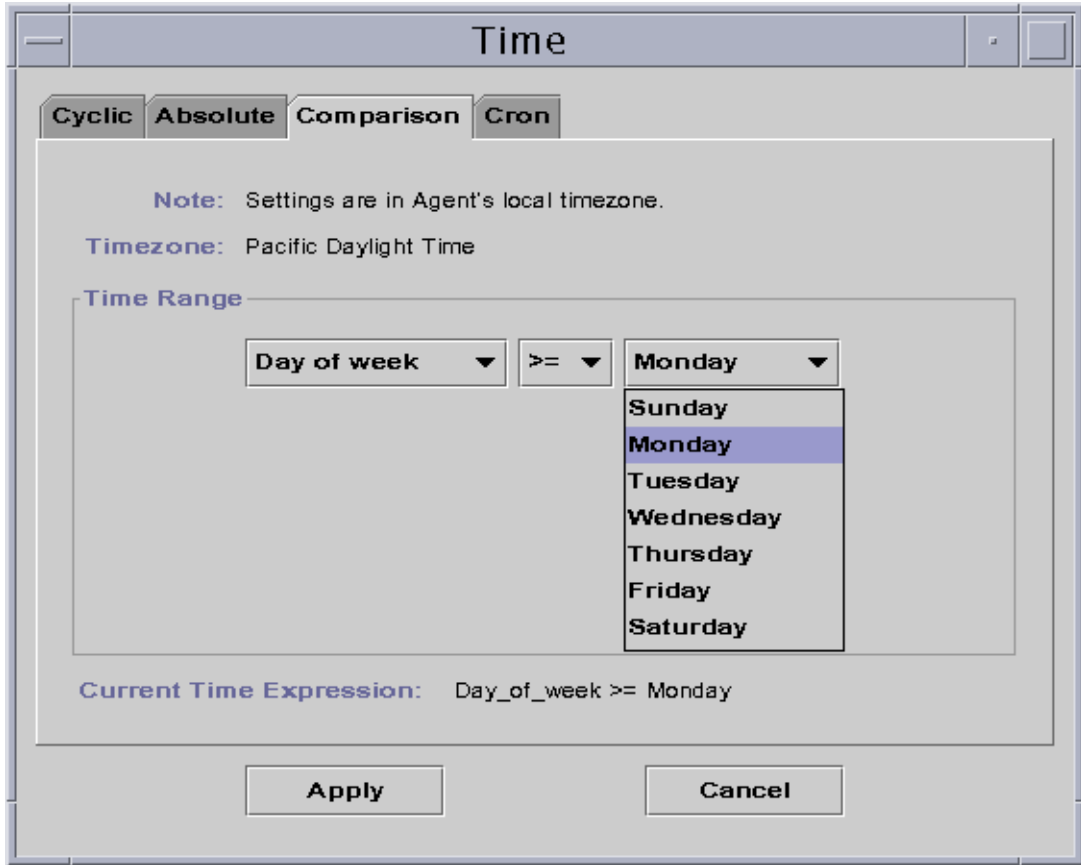 Time
Cyclic Absolute Comparison Cron
Note: Settings are in Agent's local timezone.
Timezone: Pacific Daylight Time
Time Range
Day of week >= Monday
Sunday
Monday
Tuesday
Wednesday
Thursday
Friday
Saturday
Current Time Expression: Day_of_week >= Monday
Apply Cancel